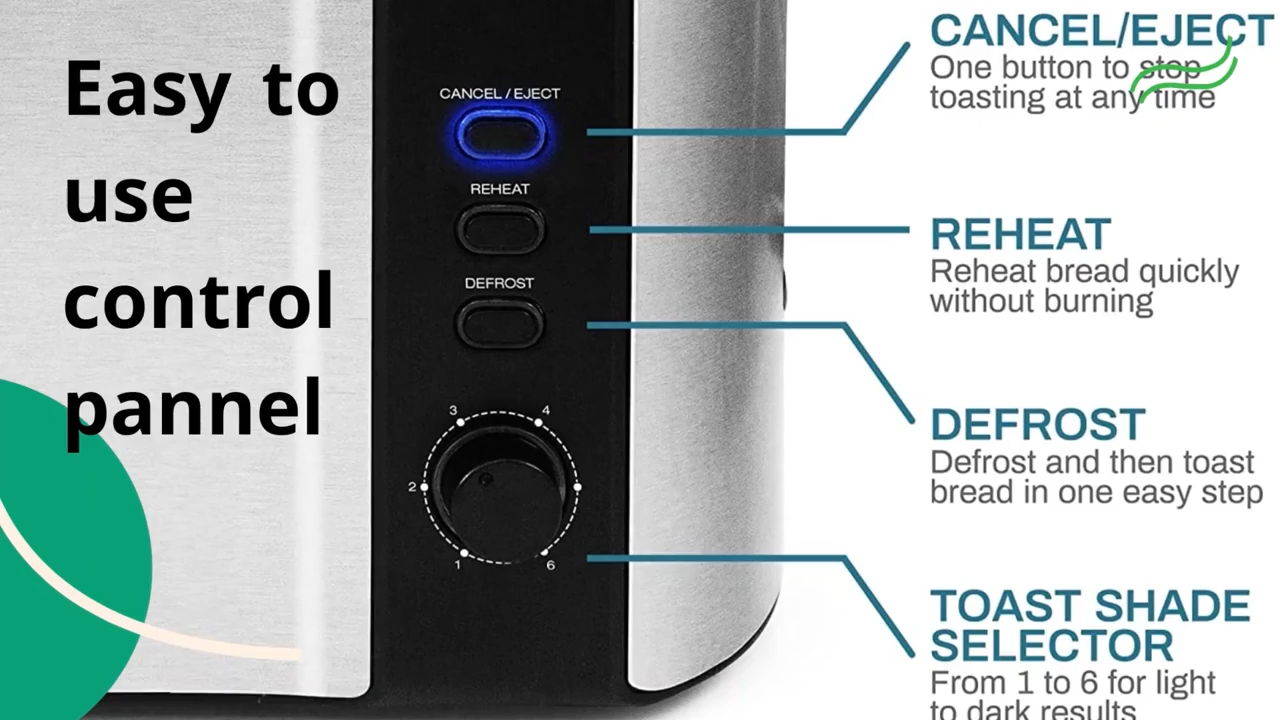 Easy to
use
control
pannel
CANCEL / EJECT
REHEAT
DEFROST
3
4
2
1
6
CANCEL/EJECT
One button to stop
toasting at any time
REHEAT
Reheat bread quickly
without burning
DEFROST
Defrost and then toast
bread in one easy step
TOAST SHADE
SELECTOR
From 1 to 6 for light
to dark results